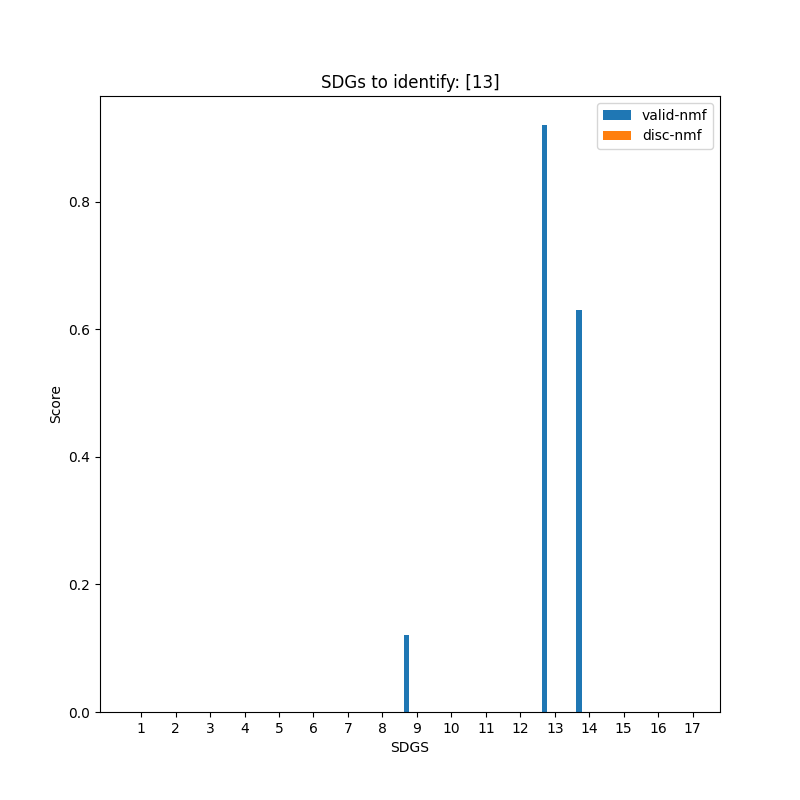 SDGs to identify: [13]
valid-nmf
disc-nmf
0.8
0.6
0.4
0.2
0.0
Score
1 2 3 4 5 6 7 8 9 10 11 12 13 14 15 16 17
SDGS